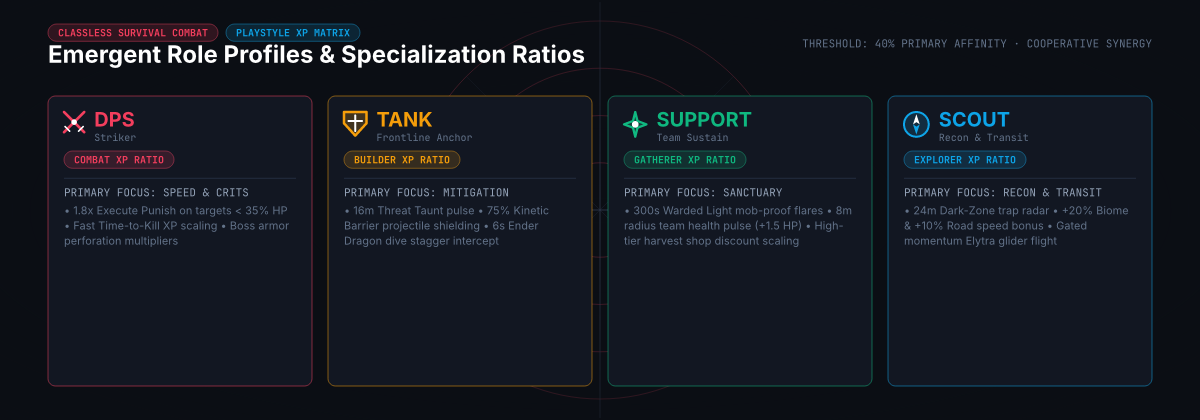 CLASSLESS SURVIVAL COMBAT
PLAYSTYLE XP MATRIX
Emergent Role Profiles & Specialization Ratios
THRESHOLD: 40% PRIMARY AFFINITY · COOPERATIVE SYNERGY
DPS
Striker
COMBAT XP RATIO
PRIMARY FOCUS: SPEED & CRITS
• 1.8x Execute Punish on targets < 35% HP
• Fast Time-to-Kill XP scaling • Boss armor
perforation multipliers
TANK
Frontline Anchor
BUILDER XP RATIO
PRIMARY FOCUS: MITIGATION
• 16m Threat Taunt pulse • 75% Kinetic
Barrier projectile shielding • 6s Ender
Dragon dive stagger intercept
SUPPORT
Team Sustain
GATHERER XP RATIO
PRIMARY FOCUS: SANCTUARY
• 300s Warded Light mob-proof flares • 8m
radius team health pulse (+1.5 HP) • High-
tier harvest shop discount scaling
SCOUT
Recon & Transit
EXPLORER XP RATIO
PRIMARY FOCUS: RECON & TRANSIT
• 24m Dark-Zone trap radar • +20% Biome
& +10% Road speed bonus • Gated
momentum Elytra glider flight